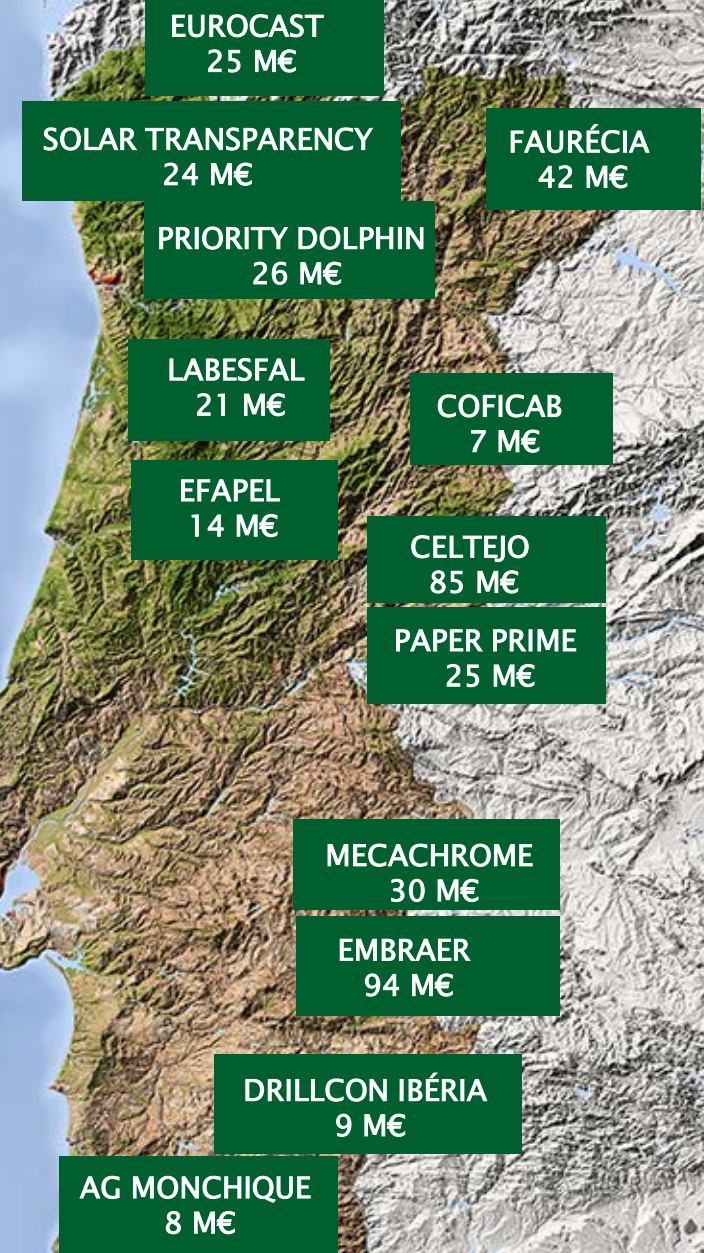 EUROCAST
25 M€
SOLAR TRANSPARENCY
24 M€
FAURÉCIA
42 M€
PRIORITY DOLPHIN
26 M€
LABESFAL
21 M€
COFICAB
7 M€
EFAPEL
14 M€
CELTEJO
85 M€
PAPER PRIME
25 M€
MECACHROME
30 M€
EMBRAER
94 M€
DRILLCON IBÉRIA
9 M€
AG MONCHIQUE
8 M€